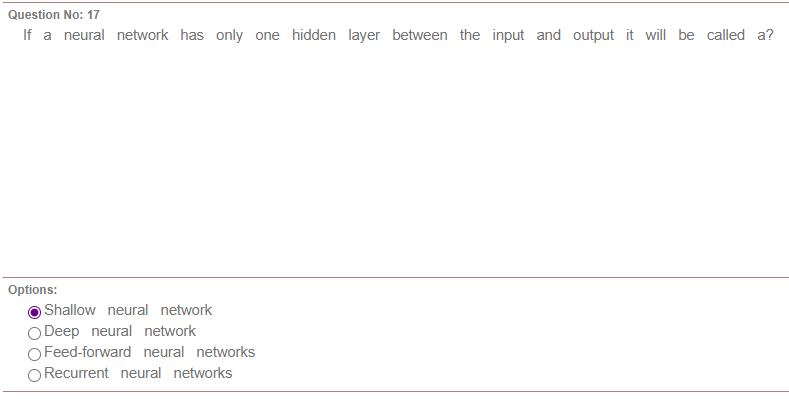 Question No: 17
If a neural network has only one hidden layer between the input and output it will be called a?
Options:
Shallow neural network
Deep neural network
Feed-forward neural networks
Recurrent neural networks